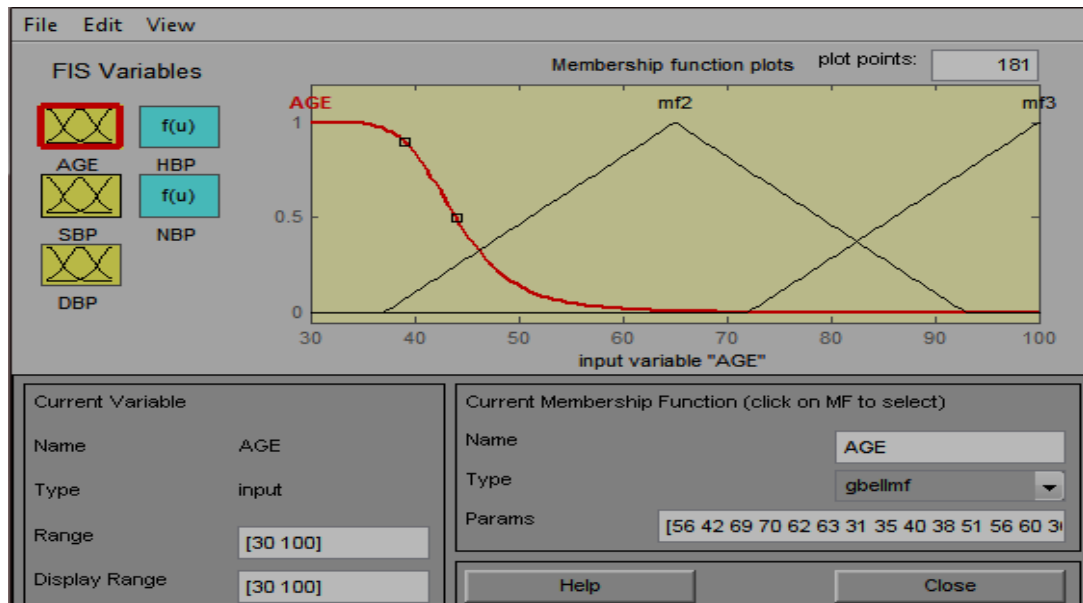 File Edit View
FIS Variables
Membership function plots
plot points: 181
AGE
f(u)
HBP
SBP
f(u)
NBP
DBP
AGE
mf2
mf3
1
0.5
0
30 40 50 60 70 80 90 100
input variable "AGE"
Current Variable
Name AGE
Type input
Range [30 100]
Display Range [30 100]
Current Membership Function (click on MF to select)
Name AGE
Type gbellmf
Params [56 42 69 70 62 63 31 35 40 38 51 56 60
Help
Close